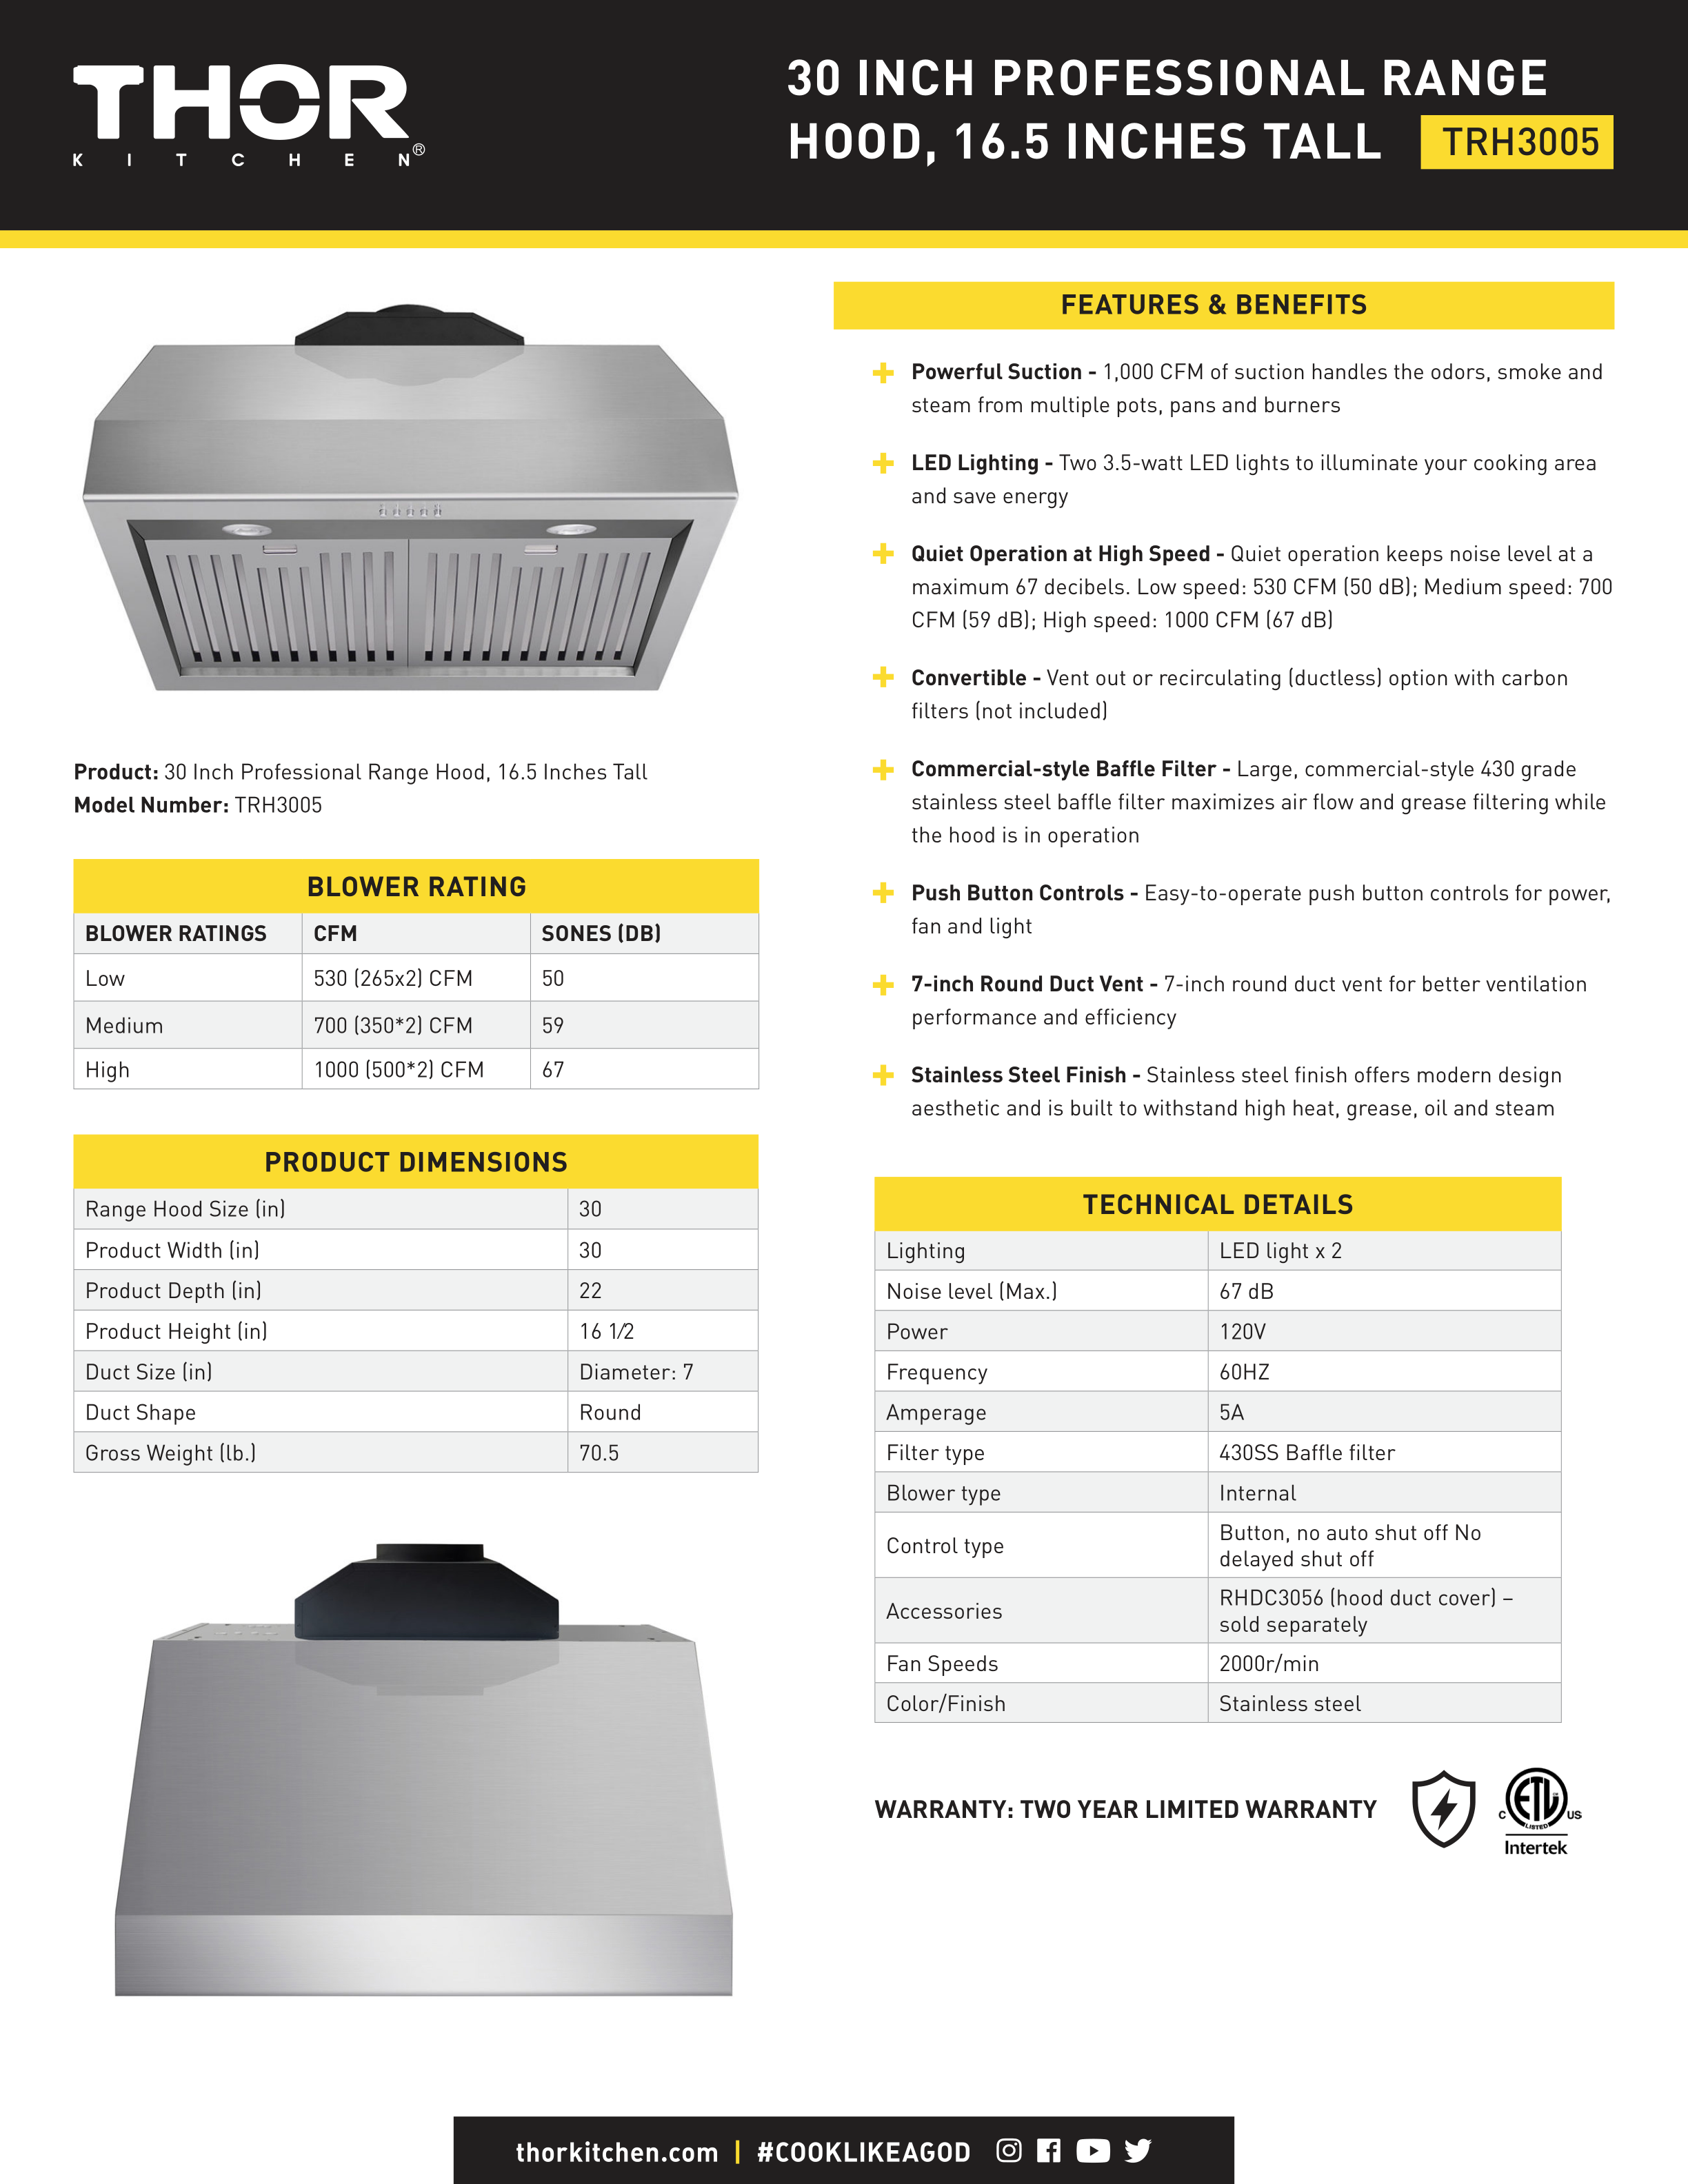 THOR
KITCHEN®
30 INCH PROFESSIONAL RANGE
HOOD, 16.5 INCHES TALL TRH3005
Product: 30 Inch Professional Range Hood, 16.5 Inches Tall
Model Number: TRH3005
BLOWER RATING
BLOWER RATINGS CFM SONES (DB)
Low 530 (265x2) CFM 50
Medium 700 (350*2) CFM 59
High 1000 (500*2) CFM 67
PRODUCT DIMENSIONS
Range Hood Size (in) 30
Product Width (in) 30
Product Depth (in) 22
Product Height (in) 16 1/2
Duct Size (in) Diameter: 7
Duct Shape Round
Gross Weight (lb.) 70.5
FEATURES & BENEFITS
Powerful Suction - 1,000 CFM of suction handles the odors, smoke and
steam from multiple pots, pans and burners
LED Lighting - Two 3.5-watt LED lights to illuminate your cooking area
and save energy
Quiet Operation at High Speed - Quiet operation keeps noise level at a
maximum 67 decibels. Low speed: 530 CFM (50 dB); Medium speed: 700
CFM (59 dB); High speed: 1000 CFM (67 dB)
Convertible - Vent out or recirculating (ductless) option with carbon
filters (not included)
Commercial-style Baffle Filter - Large, commercial-style 430 grade
stainless steel baffle filter maximizes air flow and grease filtering while
the hood is in operation
Push Button Controls - Easy-to-operate push button controls for power,
fan and light
7-inch Round Duct Vent - 7-inch round duct vent for better ventilation
performance and efficiency
Stainless Steel Finish - Stainless steel finish offers modern design
aesthetic and is built to withstand high heat, grease, oil and steam
TECHNICAL DETAILS
Lighting LED light x 2
Noise level (Max.) 67 dB
Power 120V
Frequency 60HZ
Amperage 5A
Filter type 430SS Baffle filter
Blower type Internal
Control type Button, no auto shut off No
delayed shut off
Accessories RHDC3056 (hood duct cover) –
sold separately
Fan Speeds 2000r/min
Color/Finish Stainless steel
WARRANTY: TWO YEAR LIMITED WARRANTY
C ETL US
LISTED
Intertek
thorkitchen.com | #COOKLIKEAGOD